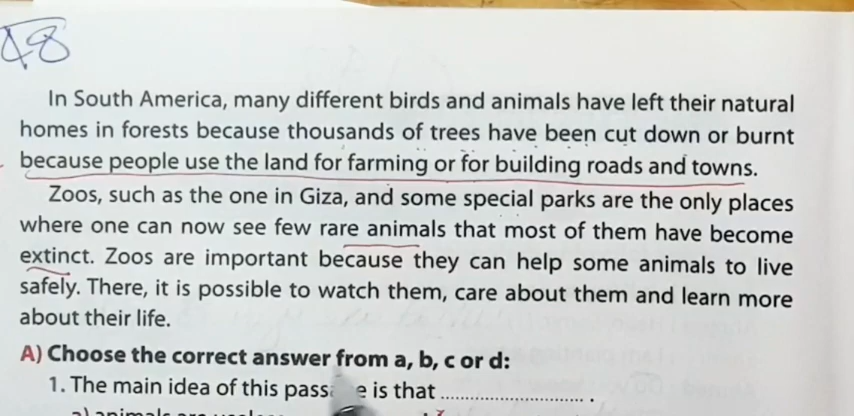 48
In South America, many different birds and animals have left their natural
homes in forests because thousands of trees have been cut down or burnt
because people use the land for farming or for building roads and towns.
Zoos, such as the one in Giza, and some special parks are the only places
where one can now see few rare animals that most of them have become
extinct. Zoos are important because they can help some animals to live
safely. There, it is possible to watch them, care about them and learn more
about their life.
A) Choose the correct answer from a, b, c or d:
1. The main idea of this is that .............................. .